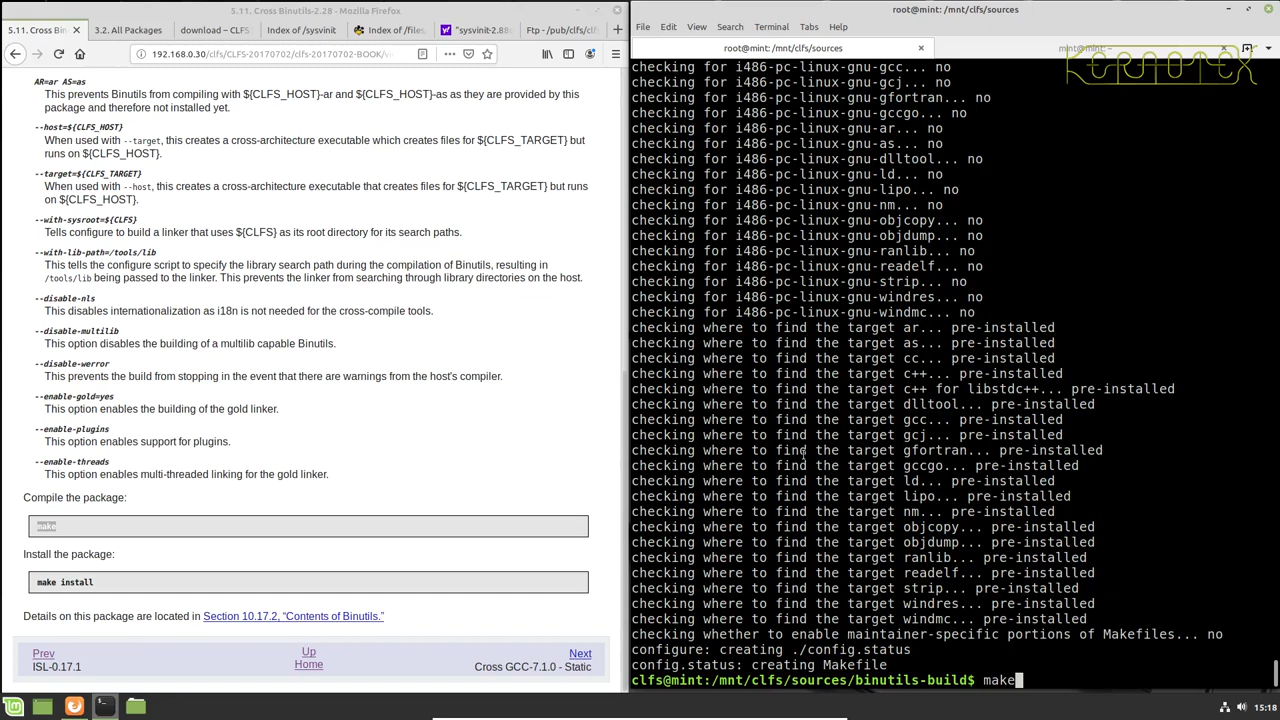 5.11. Cross Binutils-2.28 - Mozilla Firefox
5.11. Cross Bin
3.2. All Packages
download – CLFS
Index of /sysvinit
Index of /files,
"sysvinit-2.88
Ftp - /pub/clfs/cl
192.168.0.30/clfs/CLFS-20170702/clfs-20170702-BOOK/
AR=ar AS=as
This prevents Binutils from compiling with ${CLFS_HOST}-ar and ${CLFS_HOST}-as as they are provided by this
package and therefore not installed yet.
--host=${CLFS_HOST}
When used with --target, this creates a cross-architecture executable which creates files for ${CLFS_TARGET} but
runs on ${CLFS_HOST}.
--target=${CLFS_TARGET}
When used with --host, this creates a cross-architecture executable that creates files for ${CLFS_TARGET} but runs
on ${CLFS_HOST}.
--with-sysroot=${CLFS}
Tells configure to build a linker that uses ${CLFS} as its root directory for its search paths.
--with-lib-path=/tools/lib
This tells the configure script to specify the library search path during the compilation of Binutils, resulting in
/tools/lib being passed to the linker. This prevents the linker from searching through library directories on the host.
--disable-nls
This disables internationalization as i18n is not needed for the cross-compile tools.
--disable-multilib
This option disables the building of a multilib capable Binutils.
--disable-werror
This prevents the build from stopping in the event that there are warnings from the host's compiler.
--enable-gold=yes
This option enables the building of the gold linker.
--enable-plugins
This option enables support for plugins.
--enable-threads
This option enables multi-threaded linking for the gold linker.
Compile the package:
make
Install the package:
make install
Details on this package are located in Section 10.17.2, “Contents of Binutils.”
Prev
Up
Next
ISL-0.17.1
Home
Cross GCC-7.1.0 - Static
root@mint: /mnt/clfs/sources
File Edit View Search Terminal Tabs Help
root@mint: /mnt/clfs/sources
root@mint: ~
KERNOTEX
checking for i486-pc-linux-gnu-gcc... no
checking for i486-pc-linux-gnu-gcj... no
checking for i486-pc-linux-gnu-gfortran... no
checking for i486-pc-linux-gnu-gccgo... no
checking for i486-pc-linux-gnu-ar... no
checking for i486-pc-linux-gnu-as... no
checking for i486-pc-linux-gnu-dlltool... no
checking for i486-pc-linux-gnu-ld... no
checking for i486-pc-linux-gnu-lipo... no
checking for i486-pc-linux-gnu-nm... no
checking for i486-pc-linux-gnu-objcopy... no
checking for i486-pc-linux-gnu-objdump... no
checking for i486-pc-linux-gnu-ranlib... no
checking for i486-pc-linux-gnu-readelf... no
checking for i486-pc-linux-gnu-strip... no
checking for i486-pc-linux-gnu-windres... no
checking for i486-pc-linux-gnu-windmc... no
checking where to find the target ar... pre-installed
checking where to find the target as... pre-installed
checking where to find the target cc... pre-installed
checking where to find the target c++... pre-installed
checking where to find the target c++ for libstdc++... pre-installed
checking where to find the target dlltool... pre-installed
checking where to find the target gcc... pre-installed
checking where to find the target gcj... pre-installed
checking where to find the target gfortran... pre-installed
checking where to find the target gccgo... pre-installed
checking where to find the target ld... pre-installed
checking where to find the target lipo... pre-installed
checking where to find the target nm... pre-installed
checking where to find the target objcopy... pre-installed
checking where to find the target objdump... pre-installed
checking where to find the target ranlib... pre-installed
checking where to find the target readelf... pre-installed
checking where to find the target strip... pre-installed
checking where to find the target windres... pre-installed
checking where to find the target windmc... pre-installed
checking whether to enable maintainer-specific portions of Makefiles... no
configure: creating ./config.status
config.status: creating Makefile
clfs@mint:/mnt/clfs/sources/binutils-build$ make
15:18